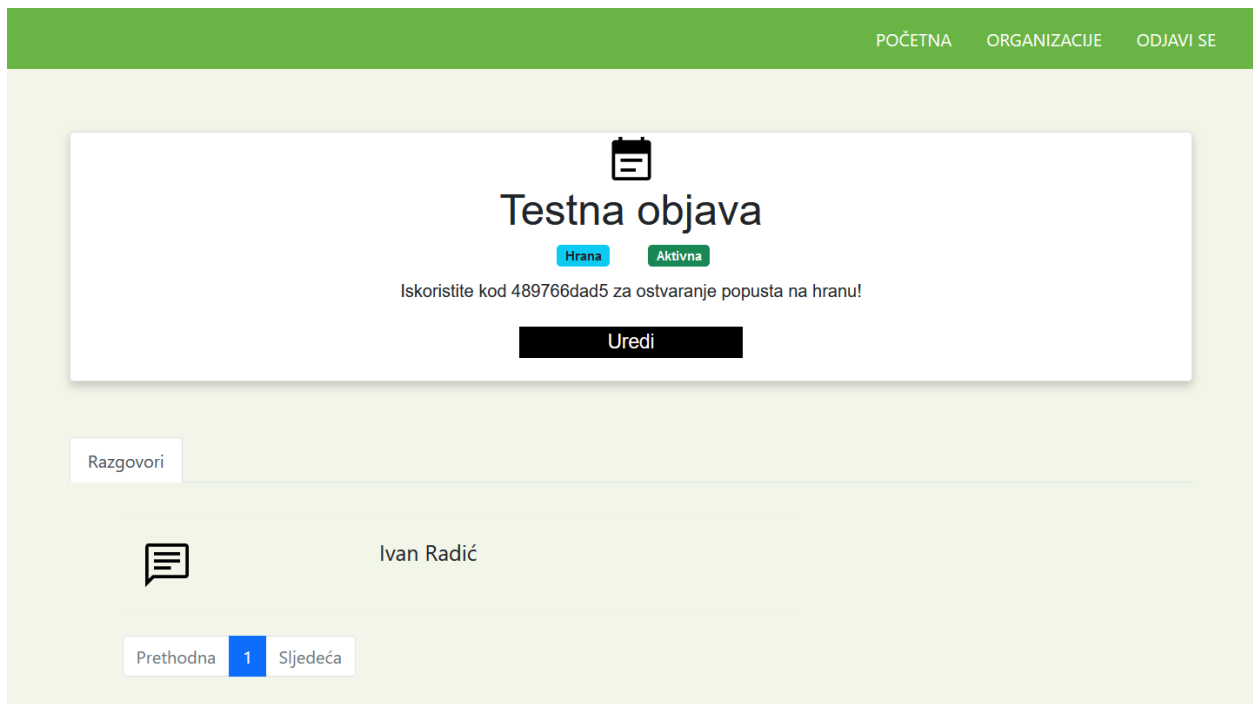 POČETNA ORGANIZACIJE ODJAVI SE
Testna objava
Hrana Aktivna
Iskoristite kod 489766dad5 za ostvaranje popusta na hranu!
Uredi
Razgovori
Ivan Radić
Prethodna 1 Sljedeća